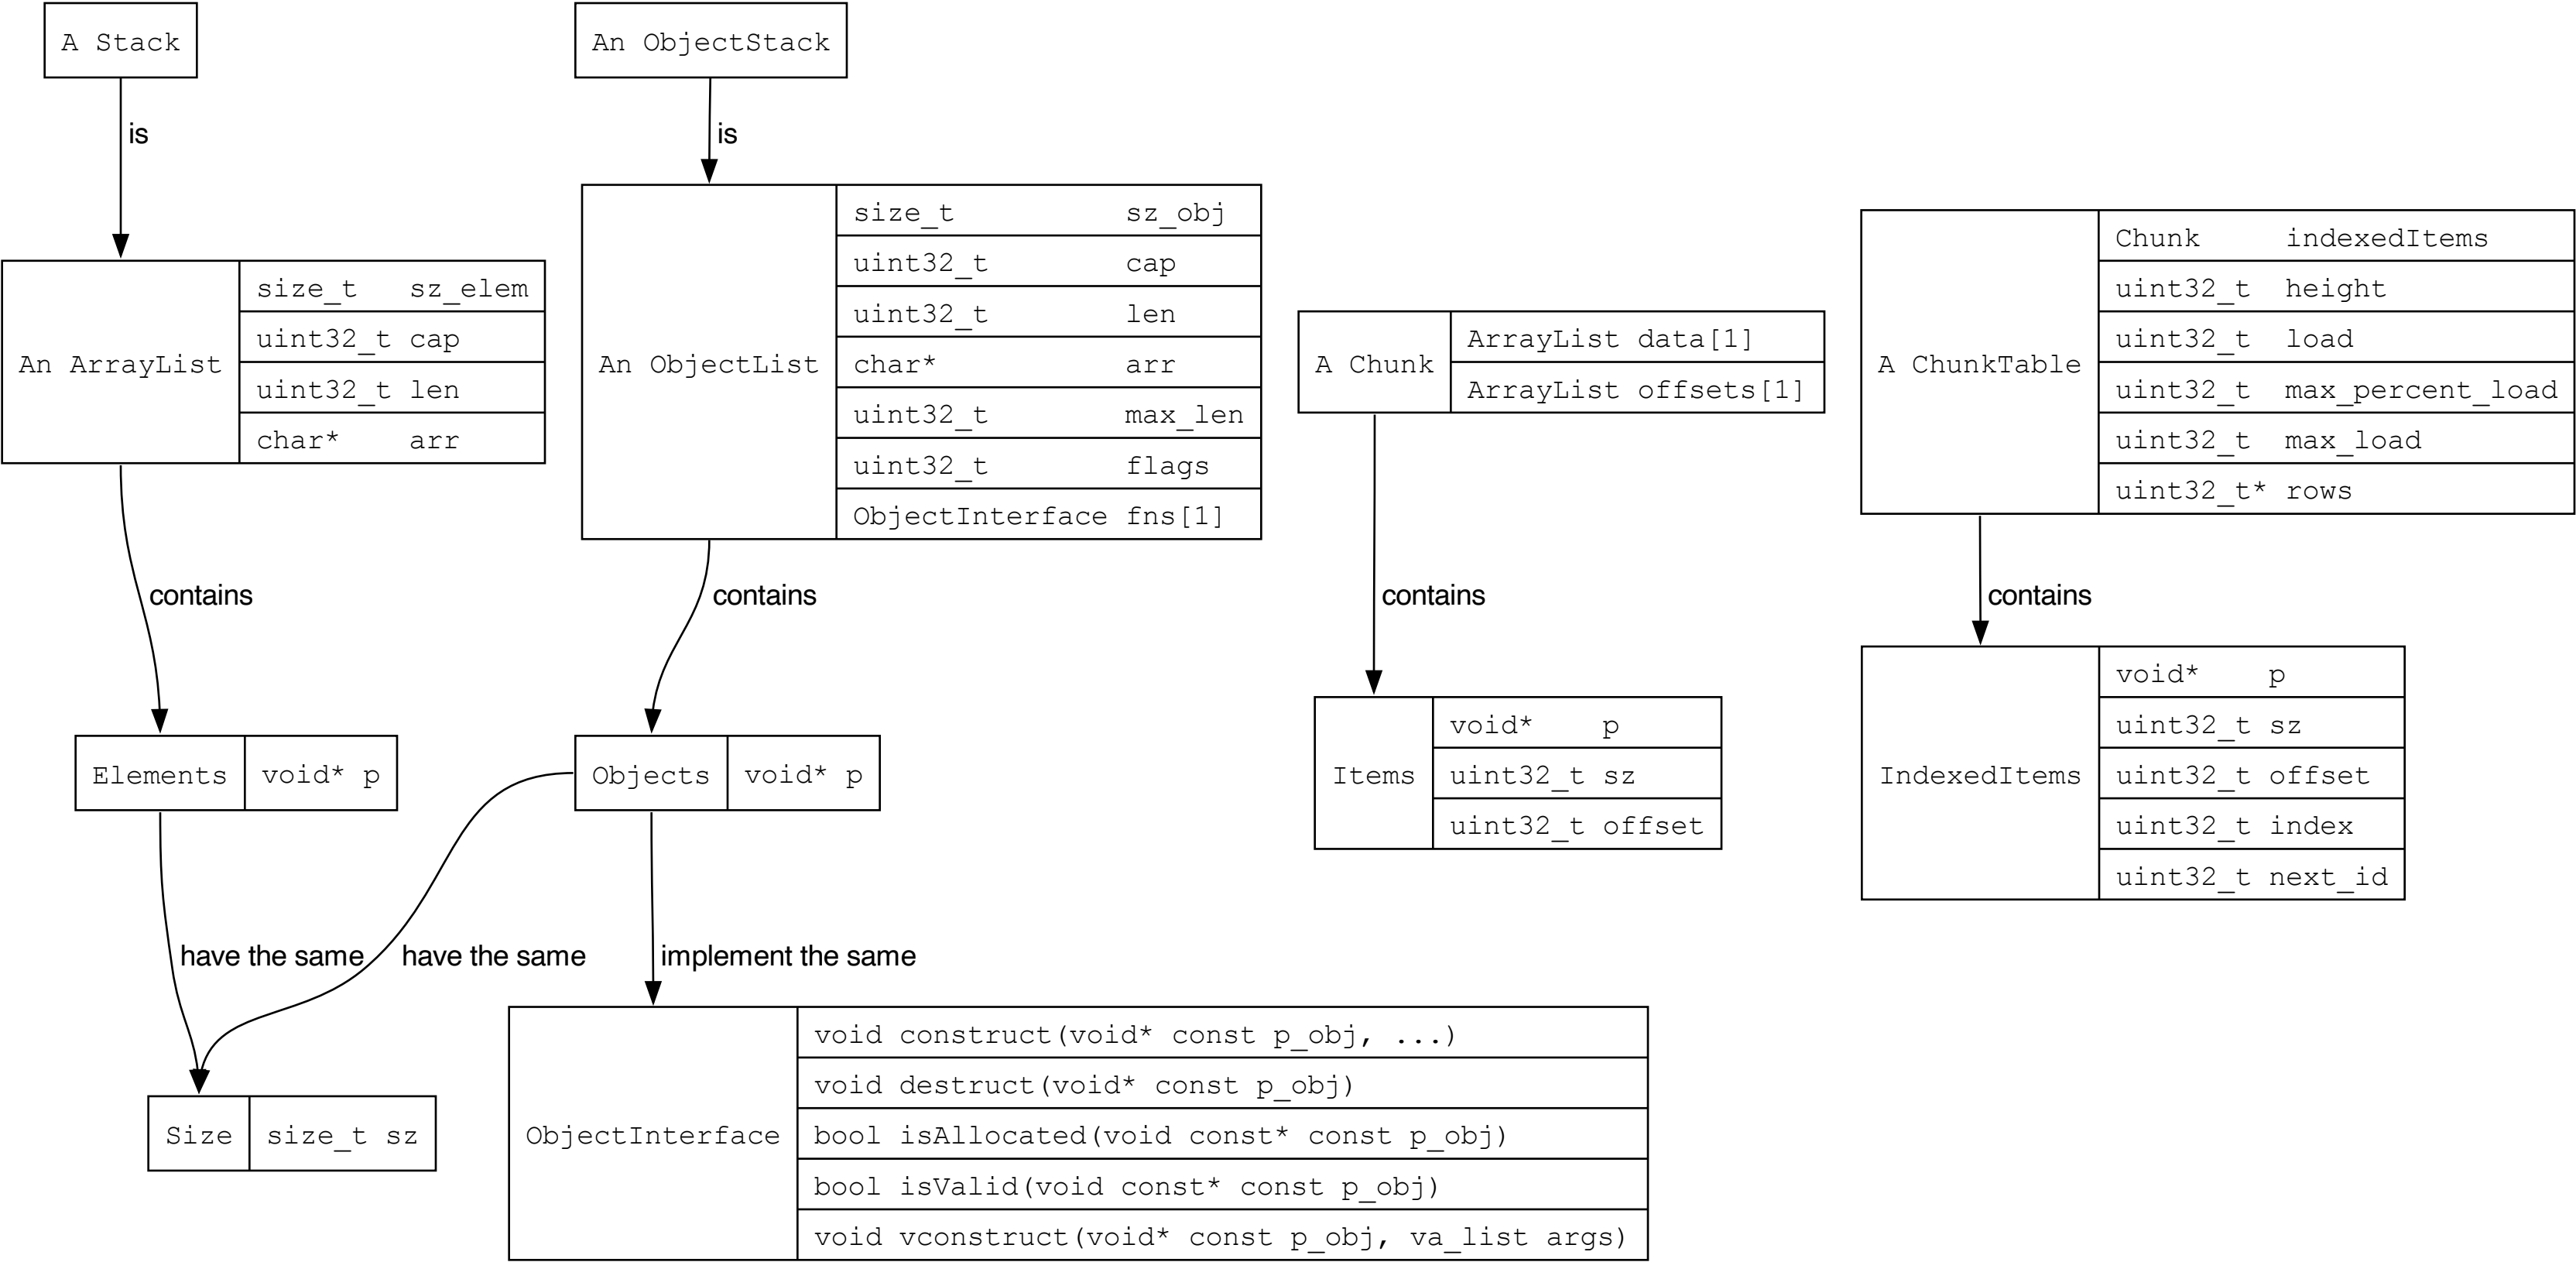 A Stack
An ObjectStack
is
is
An ArrayList
size_t sz_elem
uint32_t cap
uint32_t len
char* arr
An ObjectList
size_t sz_obj
uint32_t cap
uint32_t len
char* arr
uint32_t max_len
uint32_t flags
ObjectInterface fns[1]
A Chunk
ArrayList data[1]
ArrayList offsets[1]
A ChunkTable
Chunk indexedItems
uint32_t height
uint32_t load
uint32_t max_percent_load
uint32_t max_load
uint32_t* rows
contains
contains
contains
contains
Elements
void* p
Objects
void* p
Items
void* p
uint32_t sz
uint32_t offset
IndexedItems
void* p
uint32_t sz
uint32_t offset
uint32_t index
uint32_t next_id
have the same
have the same
implement the same
Size
size_t sz
ObjectInterface
void construct(void* const p_obj, ...)
void destruct(void* const p_obj)
bool isAllocated(void const* const p_obj)
bool isValid(void const* const p_obj)
void vconstruct(void* const p_obj, va_list args)